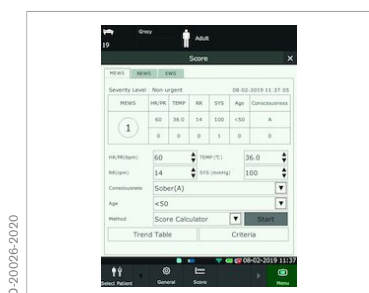 Grocy
19
Adult
Score
MEWS NEWS EWS
Severity Level Non-urgent 08-02-2019 11:37:05
MEWS HR/PR TEMP RR SYS Age Consciousness
1 60 36.0 14 100 <50 A
0 0 0 1 0 0
HR/PR(bpm) 60 TEMP(℃) 36.0
RR(rpm) 14 SYS (mmHg) 100
Consciousness Sober(A)
Age <50
Method Score Calculator Start
Trend Table Criteria
08-02-2019 11:37
Select Patient General Score Menu
D-20026-2020